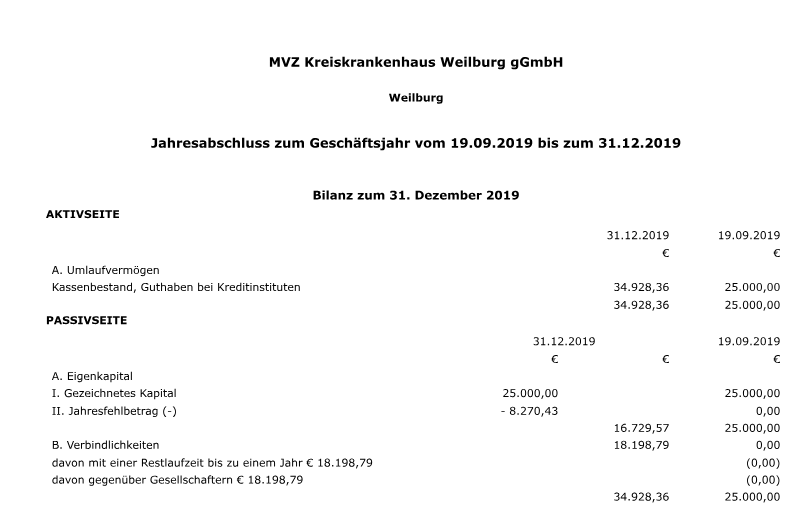 MVZ Kreiskrankenhaus Weilburg gGmbH
Weilburg
Jahresabschluss zum Geschäftsjahr vom 19.09.2019 bis zum 31.12.2019
Bilanz zum 31. Dezember 2019
AKTIVSEITE
31.12.2019 19.09.2019
€ €
A. Umlaufvermögen
Kassenbestand, Guthaben bei Kreditinstituten 34.928,36 25.000,00
34.928,36 25.000,00
PASSIVSEITE
31.12.2019 19.09.2019
€ € €
A. Eigenkapital
I. Gezeichnetes Kapital 25.000,00 25.000,00
II. Jahresfehlbetrag (-) - 8.270,43 0,00
16.729,57 25.000,00
B. Verbindlichkeiten 18.198,79 0,00
davon mit einer Restlaufzeit bis zu einem Jahr € 18.198,79 (0,00)
davon gegenüber Gesellschaftern € 18.198,79 (0,00)
34.928,36 25.000,00